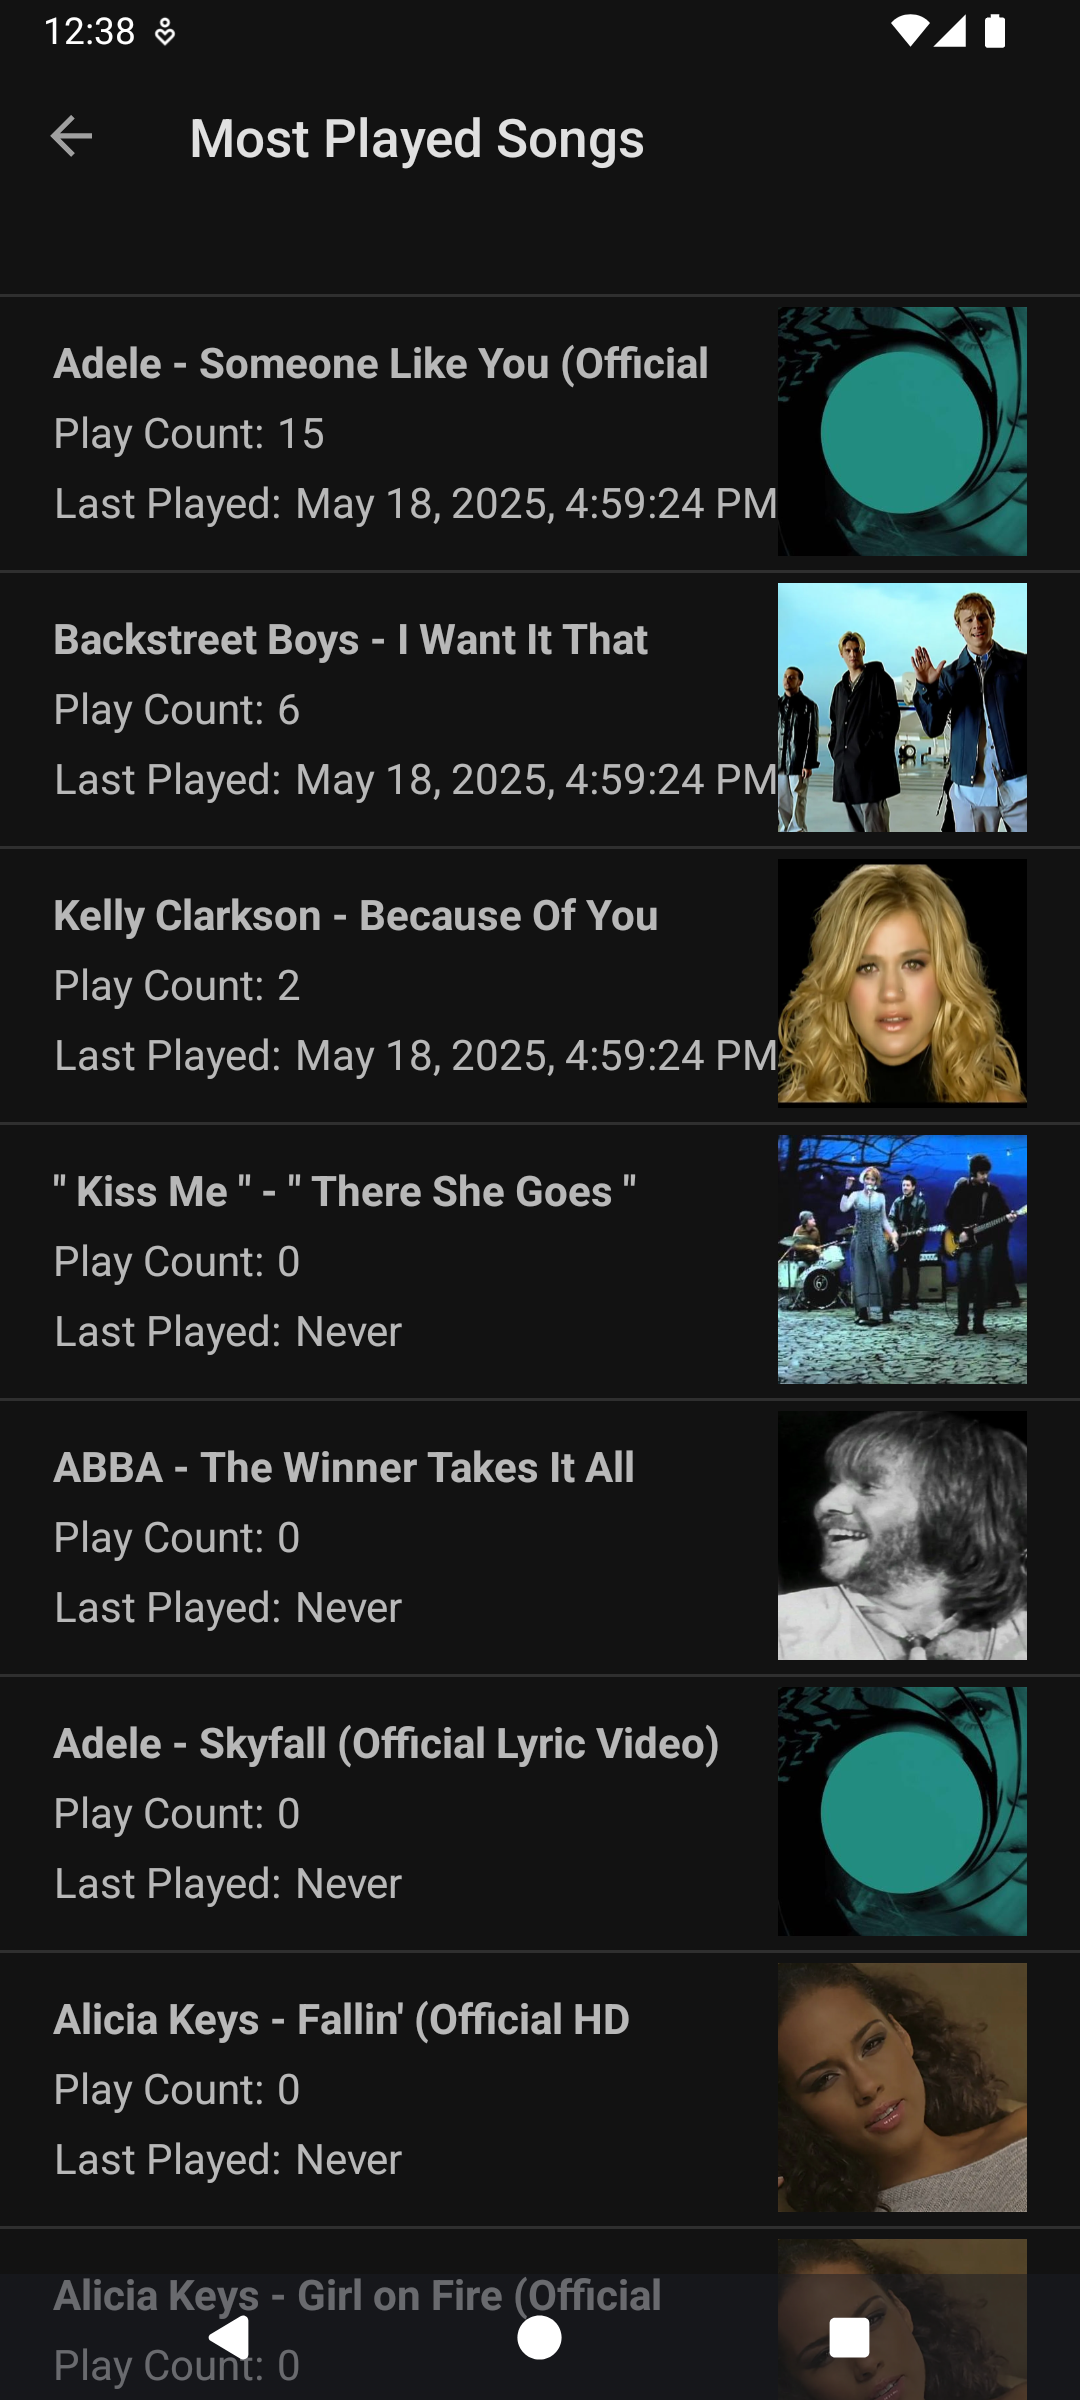 12:38
Most Played Songs
Adele - Someone Like You (Official
Play Count: 15
Last Played: May 18, 2025, 4:59:24 PM
Backstreet Boys - I Want It That
Play Count: 6
Last Played: May 18, 2025, 4:59:24 PM
Kelly Clarkson - Because Of You
Play Count: 2
Last Played: May 18, 2025, 4:59:24 PM
" Kiss Me " - " There She Goes "
Play Count: 0
Last Played: Never
ABBA - The Winner Takes It All
Play Count: 0
Last Played: Never
Adele - Skyfall (Official Lyric Video)
Play Count: 0
Last Played: Never
Alicia Keys - Fallin' (Official HD
Play Count: 0
Last Played: Never
Alicia Keys - Girl on Fire (Official
Play Count: 0